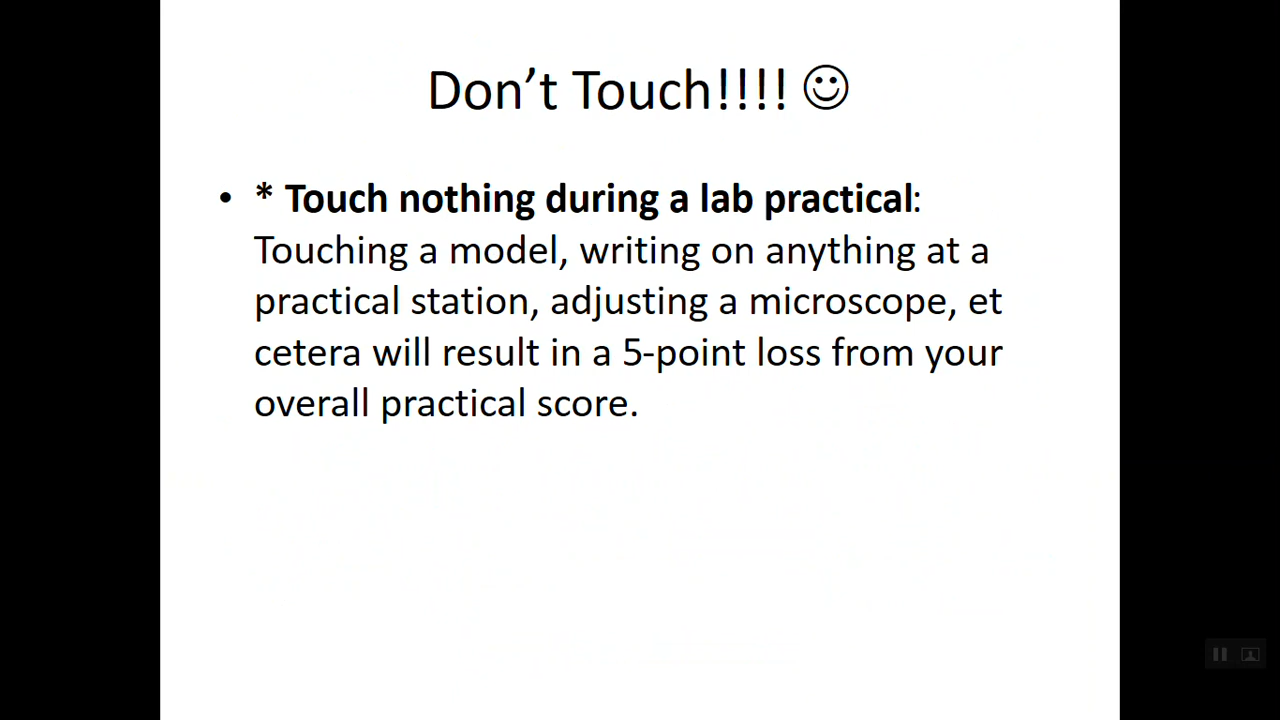 Don’t Touch!!!! ☺
• * Touch nothing during a lab practical:
Touching a model, writing on anything at a
practical station, adjusting a microscope, et
cetera will result in a 5-point loss from your
overall practical score.